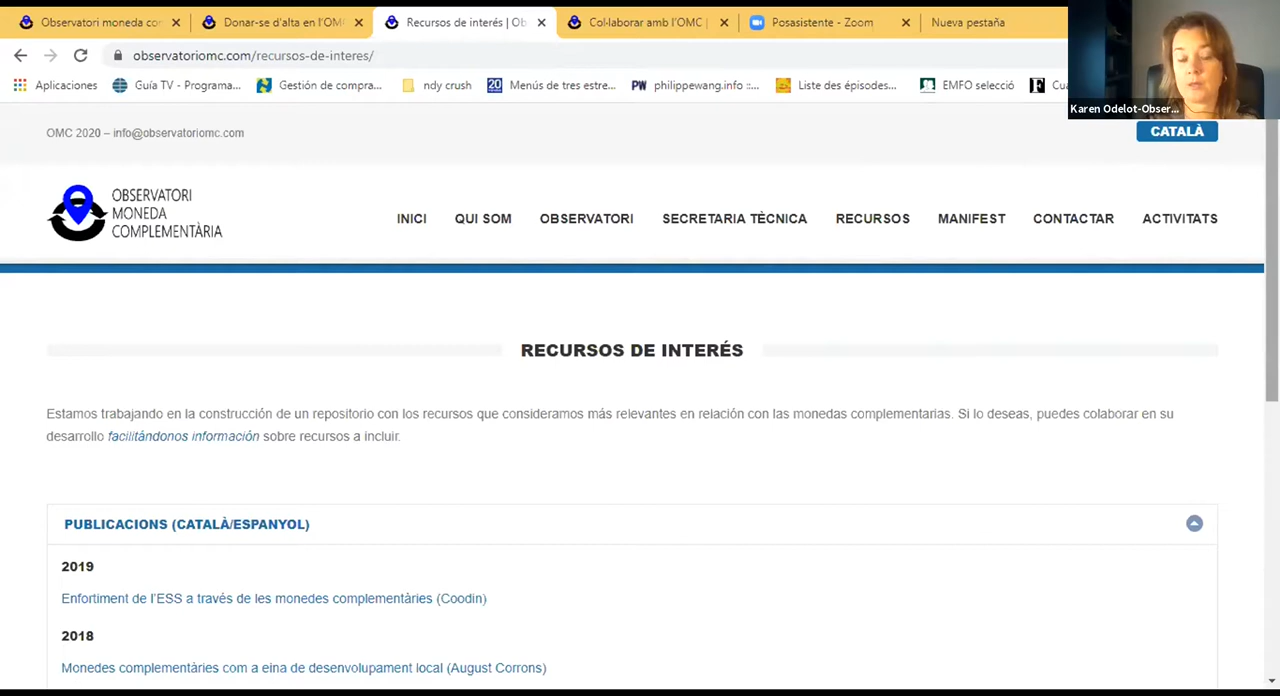 Observatori moneda co
Donar-se d'alta en l'OM
Recursos de interés | Ob
Col·laborar amb l'OMC |
Posasistente - Zoom
Nueva pestaña
observatoriomc.com/recursos-de-interes/
Aplicaciones
Guía TV - Programa...
Gestión de compra...
ndy crush
20
Menús de tres estre...
PW
philippewang.info ::...
Liste des épisodes...
EMFO selecció
F
Cu
Karen Odelot-Obser...
OMC 2020 – info@observatoriomc.com
CATALÀ
OBSERVATORI
MONEDA
COMPLEMENTÀRIA
INICI QUI SOM OBSERVATORI SECRETARIA TÈCNICA RECURSOS MANIFEST CONTACTAR ACTIVITATS
RECURSOS DE INTERÉS
Estamos trabajando en la construcción de un repositorio con los recursos que consideramos más relevantes en relación con las monedas complementarias. Si lo deseas, puedes colaborar en su
desarrollo facilitándonos información sobre recursos a incluir.
PUBLICACIONS (CATALÀ/ESPANYOL)
2019
Enfortiment de l'ESS a través de les monedes complementàries (Coodin)
2018
Monedes complementàries com a eina de desenvolupament local (August Corrons)